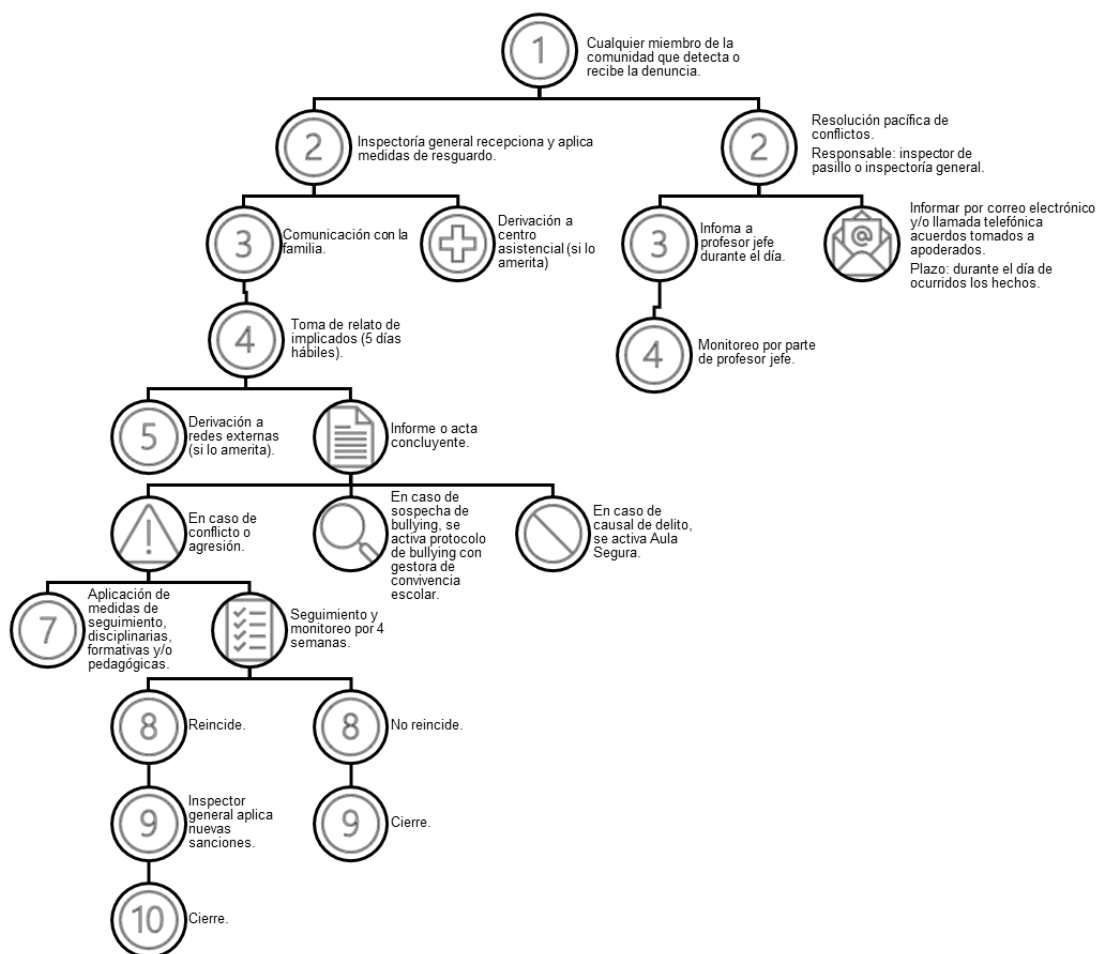 1
Cualquier miembro de la
comunidad que detecta o
recibe la denuncia.
2
Inspectoría general recepciona y aplica
medidas de resguardo.
2
Resolución pacífica de
conflictos.
Responsable: inspector de
pasillo o inspectoría general.
3
Comunicación con la
familia.
Derivación a
centro
asistencial (si lo
amerita)
3
Infoma a
profesor jefe
durante el día.
@
Informar por correo electrónico
y/o llamada telefónica
acuerdos tomados a
apoderados.
Plazo: durante el día de
ocurridos los hechos.
4
Toma de relato de
implicados (5 días
hábiles).
4
Monitoreo por parte
de profesor jefe.
5
Derivación a
redes externas
(si lo amerita).
Informe o acta
concluyente.
En caso de
conflicto o
agresión.
En caso de
sospecha de
bullying, se
activa protocolo
de bullying con
gestora de
convivencia
escolar.
En caso de
causal de delito,
se activa Aula
Segura.
7
Aplicación de
medidas de
seguimiento,
disciplinarias,
formativas y/o
pedagógicas.
Seguimiento y
monitoreo por 4
semanas.
8
Reincide.
8
No reincide.
9
Inspector
general aplica
nuevas
sanciones.
9
Cierre.
10
Cierre.